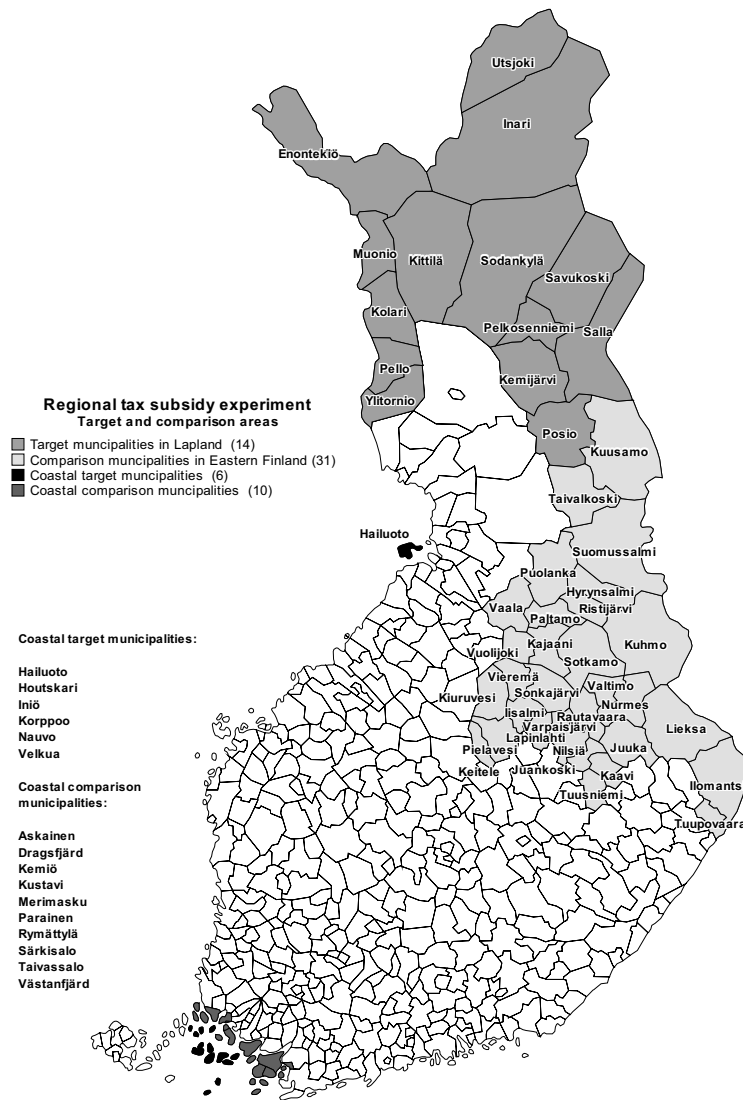 Utsjoki
Inari
Enontekiö
Muonio
Kittilä
Sodankylä
Savukoski
Kolari
Pelkosenniemi
Salla
Pello
Kemijärvi
Ylitornio
Regional tax subsidy experiment
Target and comparison areas
Target muncipalities in Lapland (14)
Comparison muncipalities in Eastern Finland (31)
Coastal target muncipalities (6)
Coastal comparison muncipalities (10)
Posio
Kuusamo
Taivalkoski
Hailuoto
Suomussalmi
Puolanka
Hyrynsalmi
Vaala
Ristijärvi
Paltamo
Kajaani
Kuhmo
Vuolijoki
Sotkamo
Vieremä
Valtimo
Kiuruvesi
Sonkajärvi
Nurmes
Iisalmi
Rautavaara
Varpaisjärvi
Lieksa
Lapinlahti
Pielavesi
Nilsiä
Juuka
Keitele
Juankoski
Kaavi
Ilomants
Tuusniemi
Tuupovaara
Coastal target municipalities:
Hailuoto
Houtskari
Iniö
Korppoo
Nauvo
Velkua
Coastal comparison
municipalities:
Askainen
Dragsfjärd
Kemiö
Kustavi
Merimasku
Parainen
Rymättylä
Särkisalo
Taivassalo
Västanfjärd